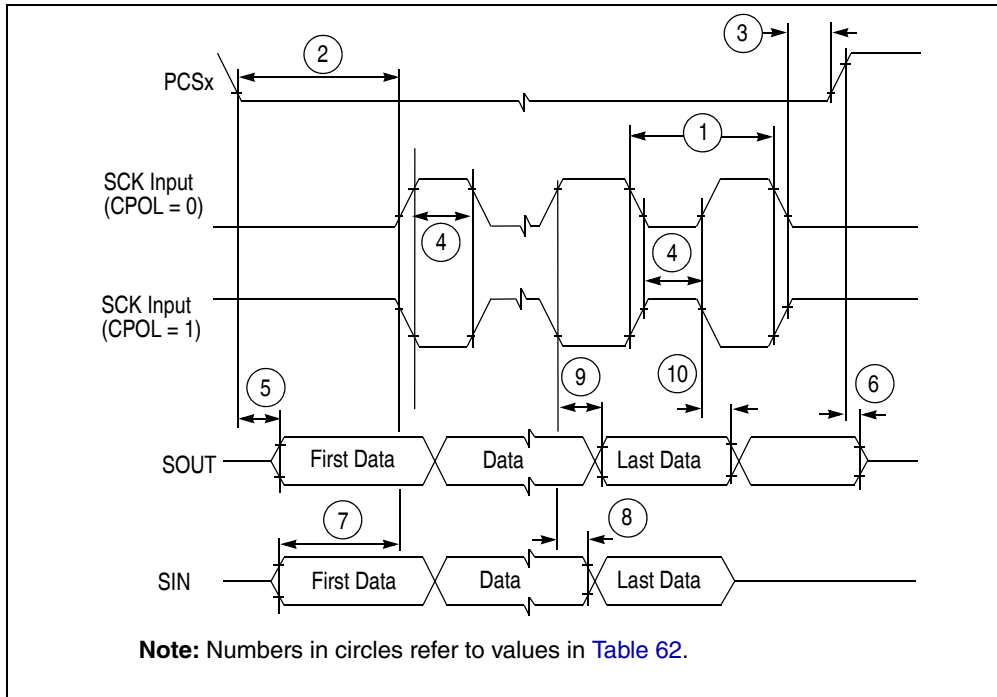 3
2
PCSx
1
SCK Input
(CPOL = 0)
4
4
SCK Input
(CPOL = 1)
5
9
10
6
SOUT
First Data
Data
Last Data
7
8
SIN
First Data
Data
Last Data
Note: Numbers in circles refer to values in Table 62.